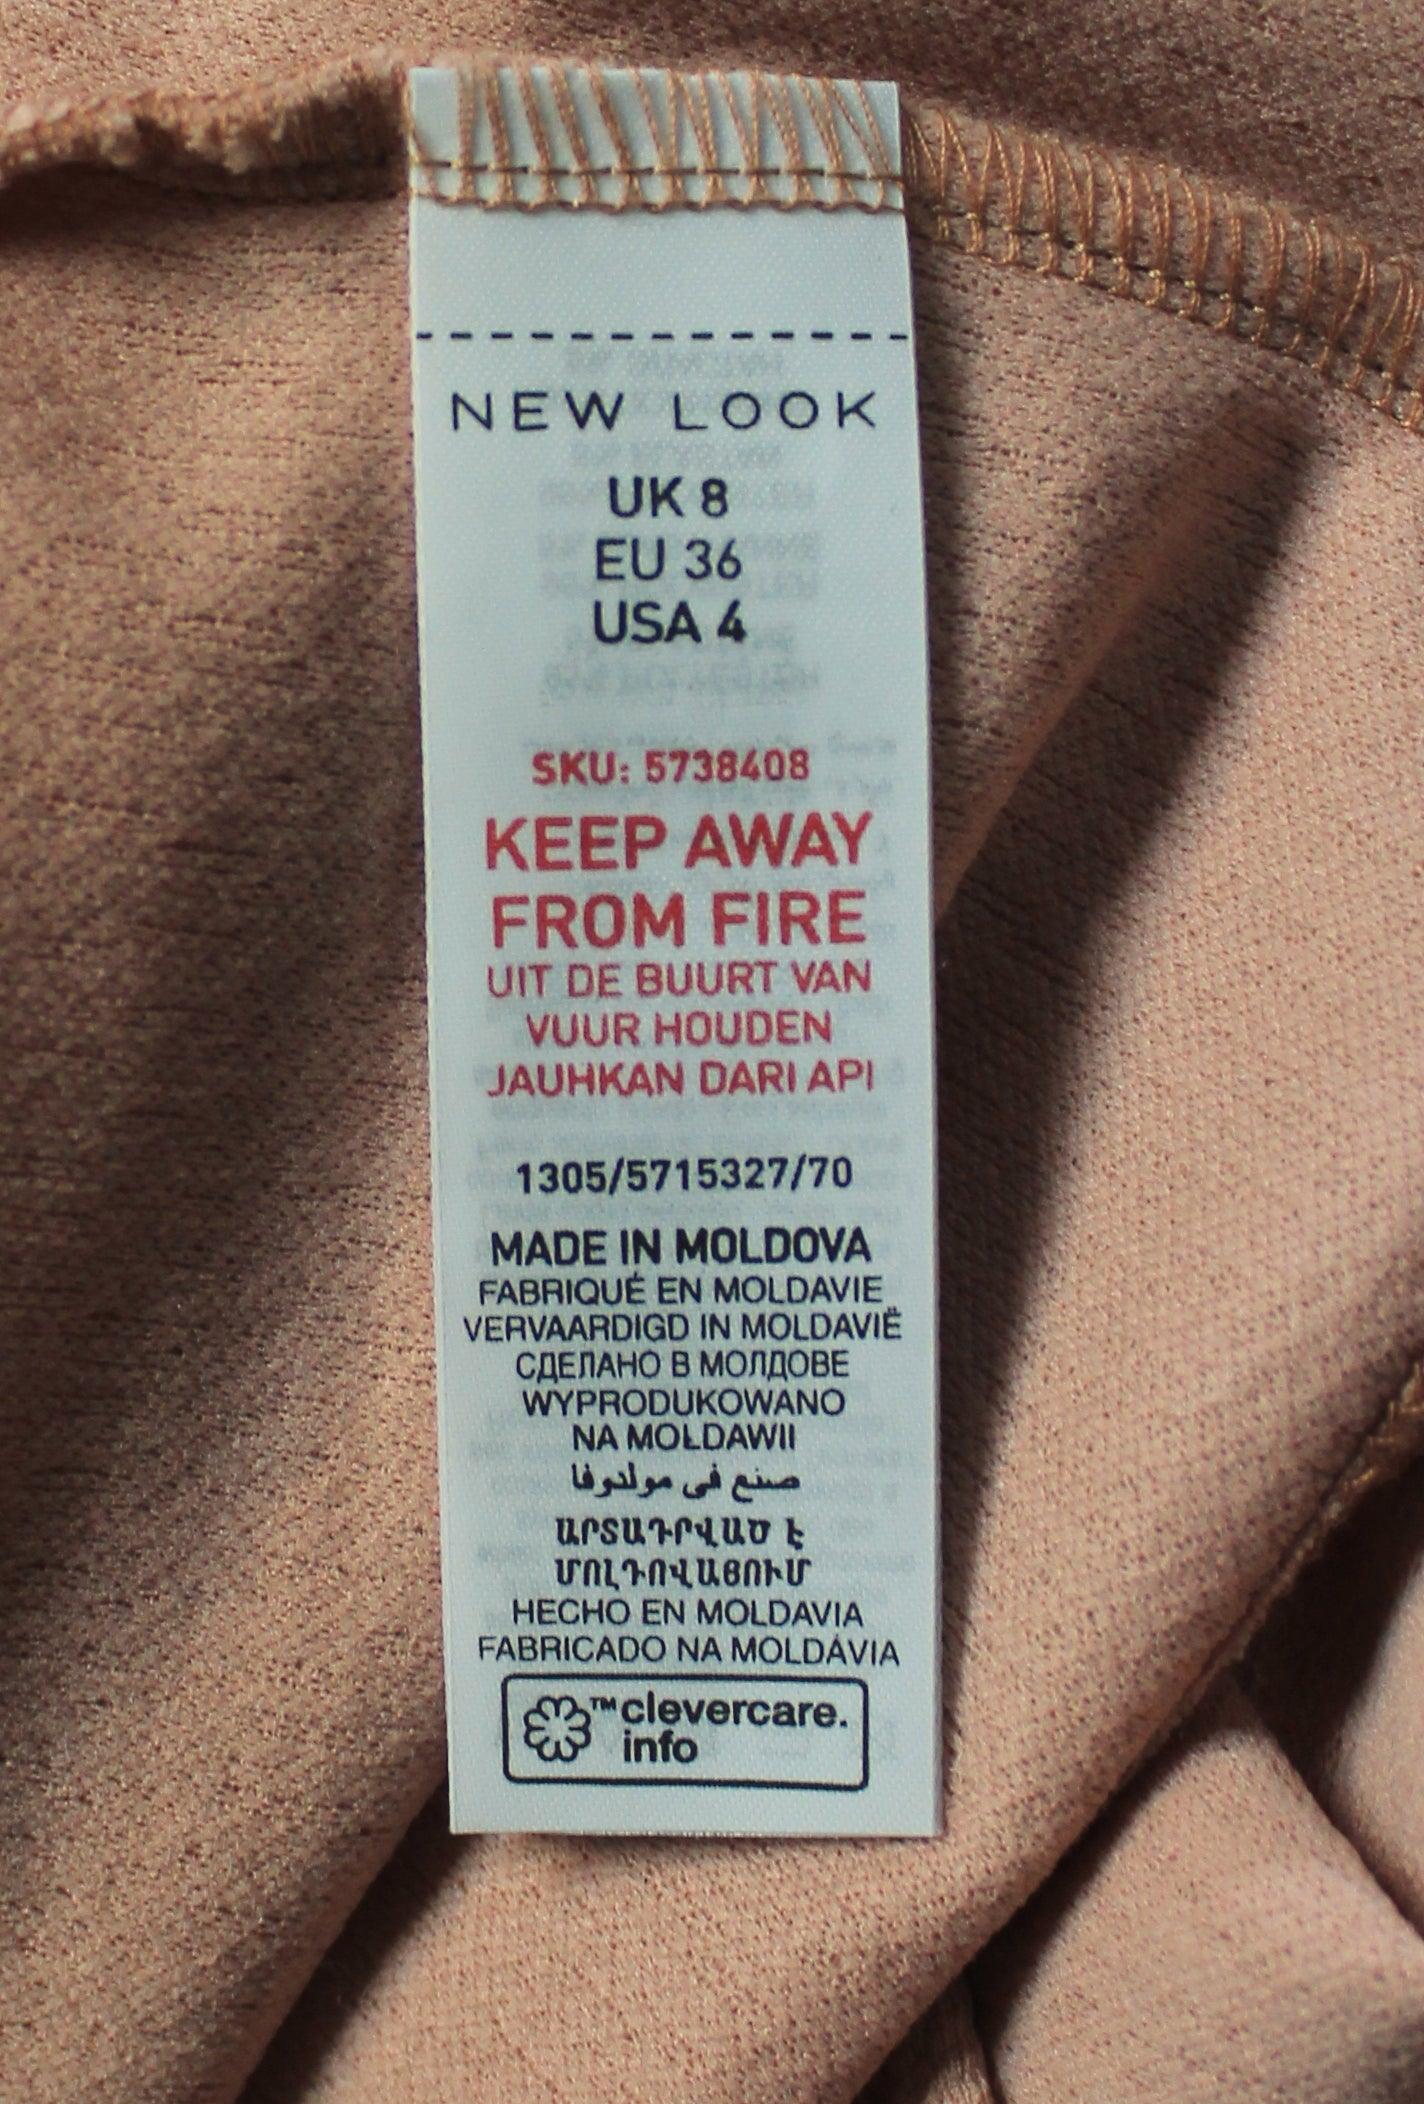 NEW LOOK
UK 8
EU 36
USA 4
SKU: 5738408
KEEP AWAY
FROM FIRE
UIT DE BUURT VAN
VUUR HOUDEN
JAUHKAN DARI API
1305/5715327/70
MADE IN MOLDOVA
FABRIQUÉ EN MOLDAVIE
VERVAARDIGD IN MOLDAVIË
СДЕЛАНО В МОЛДОВЕ
WYPRODUKOWANO
NA MOŁDAWII
صنع في مولدوفا
ԱՐՏԱԴՐՎԱԾ Է
ՄՈԼԴՈՎԱՅՈՒՄ
HECHO EN MOLDAVIA
FABRICADO NA MOLDÁVIA
™clevercare.
info